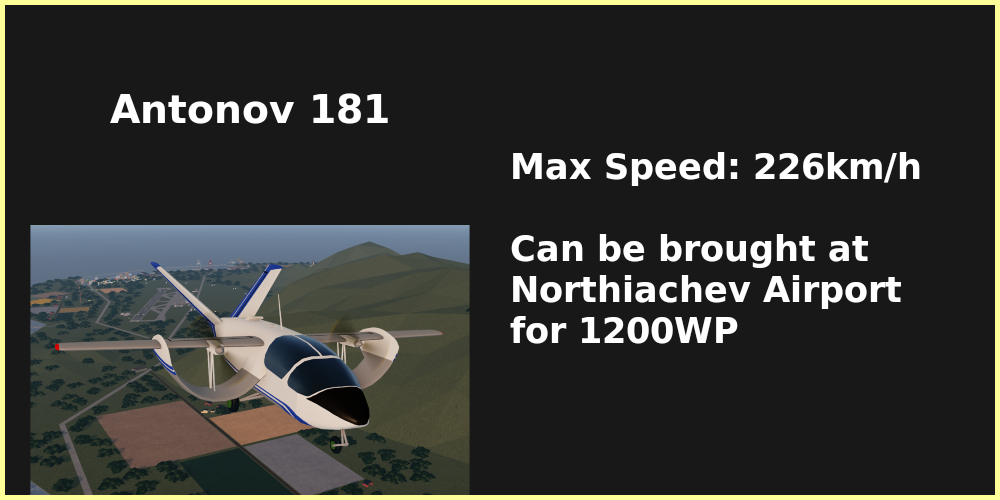 Antonov 181
Max Speed: 226km/h
Can be brought at
Northiachev Airport
for 1200WP